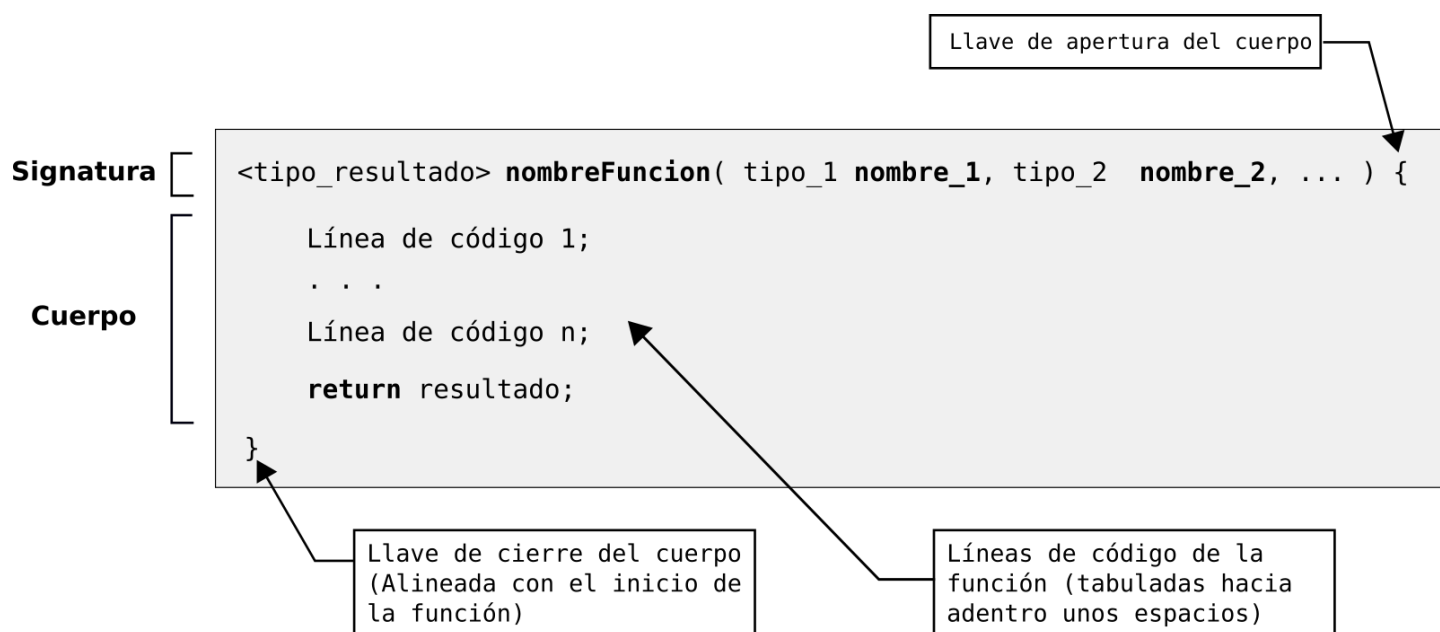 Llave de apertura del cuerpo
Signatura
<tipo_resultado> nombreFuncion( tipo_1 nombre_1, tipo_2 nombre_2, ... ) {
Cuerpo
Línea de código 1;
. . .
Línea de código n;
return resultado;
}
Llave de cierre del cuerpo
(Alineada con el inicio de
la función)
Líneas de código de la
función (tabuladas hacia
adentro unos espacios)